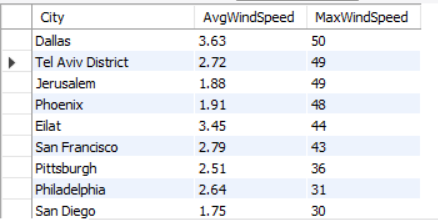 City AvgWindSpeed MaxWindSpeed
Dallas 3.63 50
Tel Aviv District 2.72 49
Jerusalem 1.88 49
Phoenix 1.91 48
Eilat 3.45 44
San Francisco 2.79 43
Pittsburgh 2.51 36
Philadelphia 2.64 31
San Diego 1.75 30